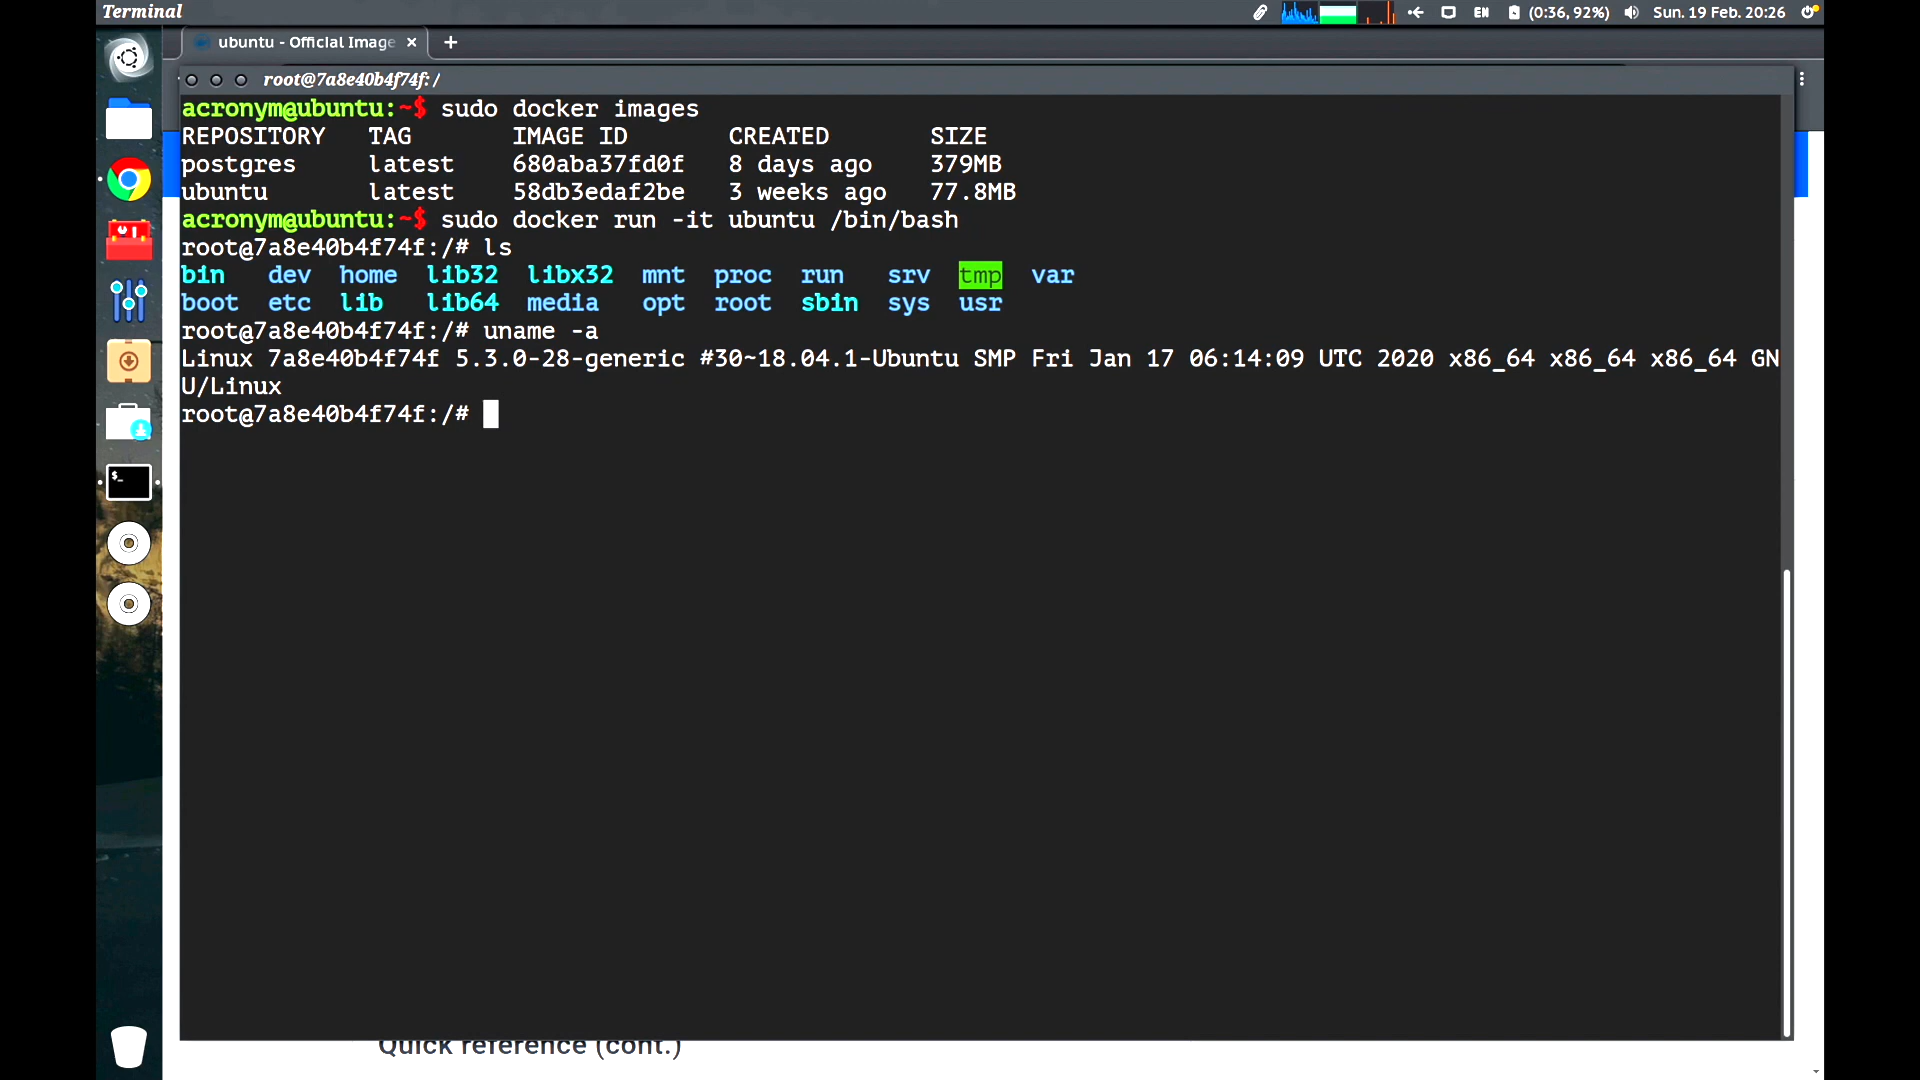 Terminal
EN (0:36, 92%) Sun. 19 Feb. 20:26
ubuntu - Official Image × +
root@7a8e40b4f74f: /
acronym@ubuntu:~$ sudo docker images
REPOSITORY TAG IMAGE ID CREATED SIZE
postgres latest 680aba37fd0f 8 days ago 379MB
ubuntu latest 58db3edaf2be 3 weeks ago 77.8MB
acronym@ubuntu:~$ sudo docker run -it ubuntu /bin/bash
root@7a8e40b4f74f:/# ls
bin dev home lib32 libx32 mnt proc run srv tmp var
boot etc lib lib64 media opt root sbin sys usr
root@7a8e40b4f74f:/# uname -a
Linux 7a8e40b4f74f 5.3.0-28-generic #30~18.04.1-Ubuntu SMP Fri Jan 17 06:14:09 UTC 2020 x86_64 x86_64 x86_64 GN
U/Linux
root@7a8e40b4f74f:/#
$_
Quick reference (cont.)